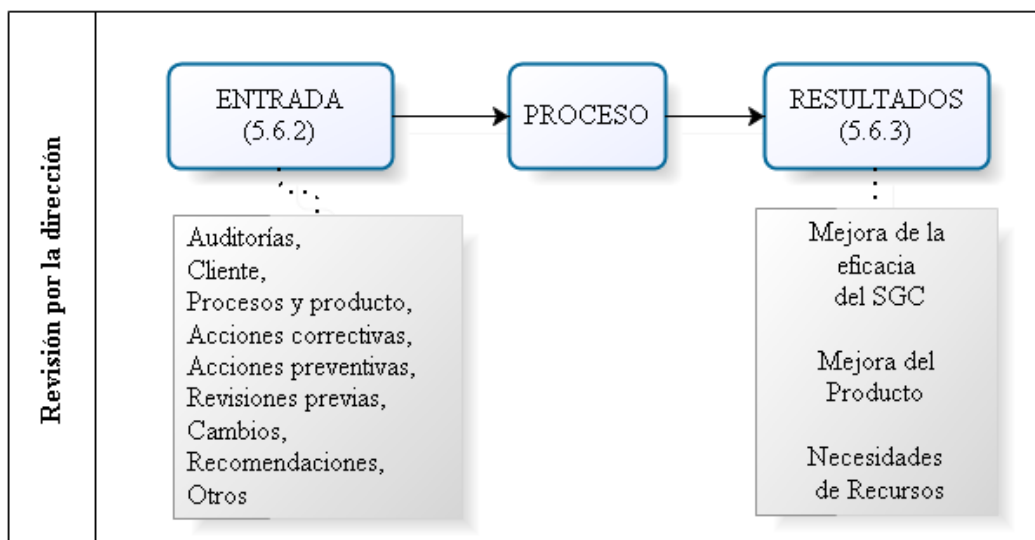 Revisión por la dirección
ENTRADA
(5.6.2)
PROCESO
RESULTADOS
(5.6.3)
Auditorías,
Cliente,
Procesos y producto,
Acciones correctivas,
Acciones preventivas,
Revisiones previas,
Cambios,
Recomendaciones,
Otros
Mejora de la
eficacia
del SGC
Mejora del
Producto
Necesidades
de Recursos